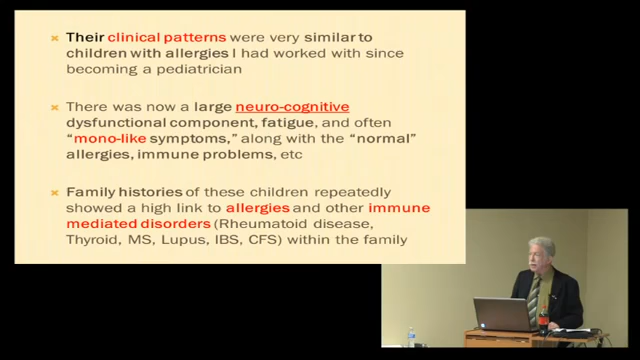 Their clinical patterns were very similar to
children with allergies I had worked with since
becoming a pediatrician
There was now a large neuro-cognitive
dysfunctional component, fatigue, and often
“mono-like symptoms,” along with the “normal”
allergies, immune problems, etc
Family histories of these children repeatedly
showed a high link to allergies and other immune
mediated disorders (Rheumatoid disease,
Thyroid, MS, Lupus, IBS, CFS) within the family